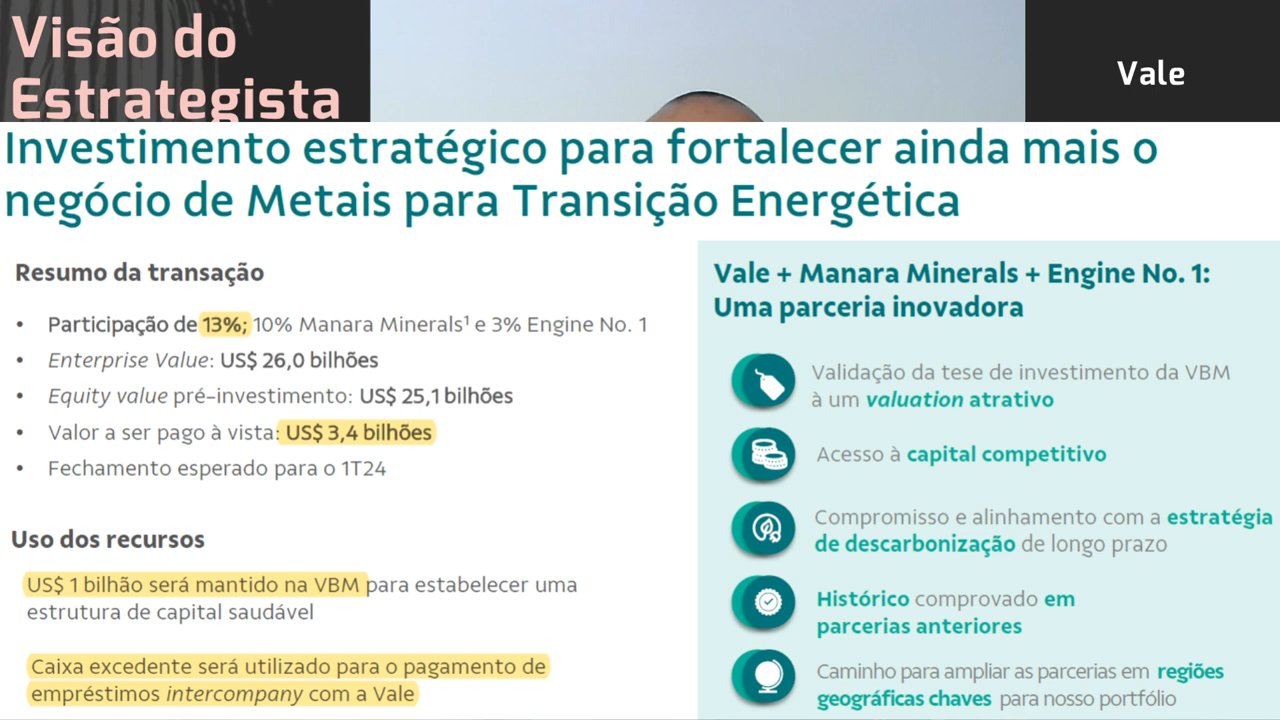 Visão do
Estrategista
Vale
Investimento estratégico para fortalecer ainda mais o
negócio de Metais para Transição Energética
Resumo da transação
• Participação de 13%; 10% Manara Minerals¹ e 3% Engine No. 1
• Enterprise Value: US$ 26,0 bilhões
• Equity value pré-investimento: US$ 25,1 bilhões
• Valor a ser pago à vista: US$ 3,4 bilhões
• Fechamento esperado para o 1T24
Uso dos recursos
US$ 1 bilhão será mantido na VBM para estabelecer uma
estrutura de capital saudável
Caixa excedente será utilizado para o pagamento de
empréstimos intercompany com a Vale
Vale + Manara Minerals + Engine No. 1:
Uma parceria inovadora
Validação da tese de investimento da VBM
à um valuation atrativo
Acesso à capital competitivo
Compromisso e alinhamento com a estratégia
de descarbonização de longo prazo
Histórico comprovado em
parcerias anteriores
Caminho para ampliar as parcerias em regiões
geográficas chaves para nosso portfólio